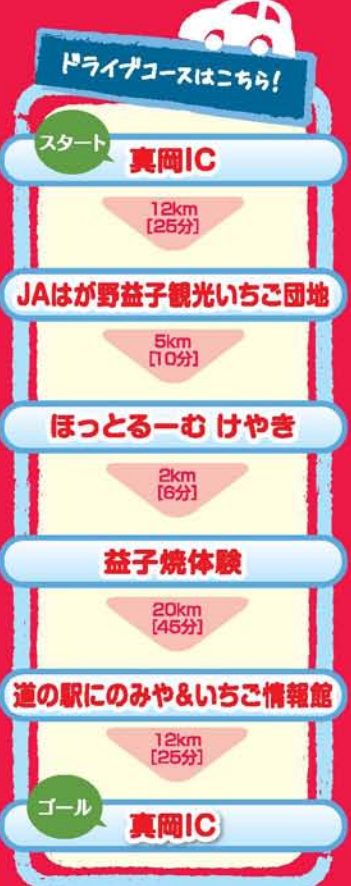 ドライブコースはこちら!
スタート
真岡IC
12km
[25分]
JAはが野益子観光いちご団地
5km
[10分]
ほっとるーむ けやき
2km
[6分]
益子焼体験
20km
[45分]
道の駅にのみや&いちご情報館
12km
[25分]
ゴール
真岡IC